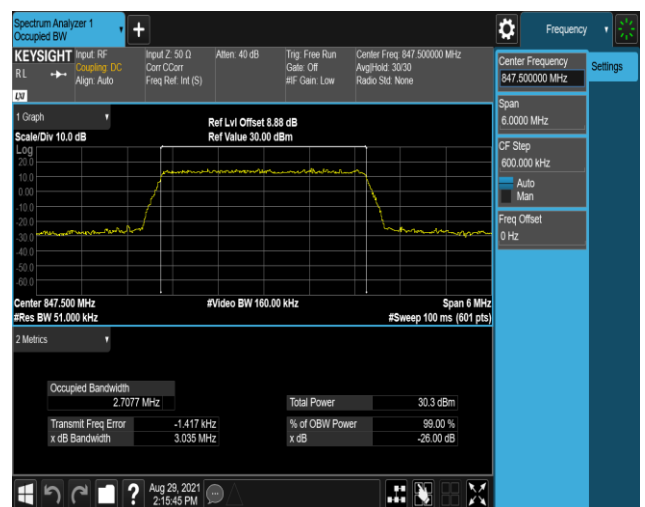 Spectrum Analyzer 1
Occupied BW
Frequency
KEYSIGHT Input: RF Input Z: 50 Ω Atten: 40 dB Trig: Free Run Center Freq: 847.500000 MHz
RL Coupling: DC Corr CCorr Gate: Off Avg|Hold: 30/30
Align: Auto Freq Ref: Int (S) #IF Gain: Low Radio Std: None
LXI
Center Frequency
847.500000 MHz
Settings
Span
6.0000 MHz
CF Step
600.000 kHz
Auto
Man
Freq Offset
0 Hz
1 Graph
Ref Lvl Offset 8.88 dB
Scale/Div 10.0 dB Ref Value 30.00 dBm
Log
20.0
10.0
0.00
-10.0
-20.0
-30.0
-40.0
-50.0
-60.0
Center 847.500 MHz #Video BW 160.00 kHz Span 6 MHz
#Res BW 51.000 kHz #Sweep 100 ms (601 pts)
2 Metrics
Occupied Bandwidth
2.7077 MHz Total Power 30.3 dBm
Transmit Freq Error -1.417 kHz % of OBW Power 99.00 %
x dB Bandwidth 3.035 MHz x dB -26.00 dB
? Aug 29, 2021
2:15:45 PM